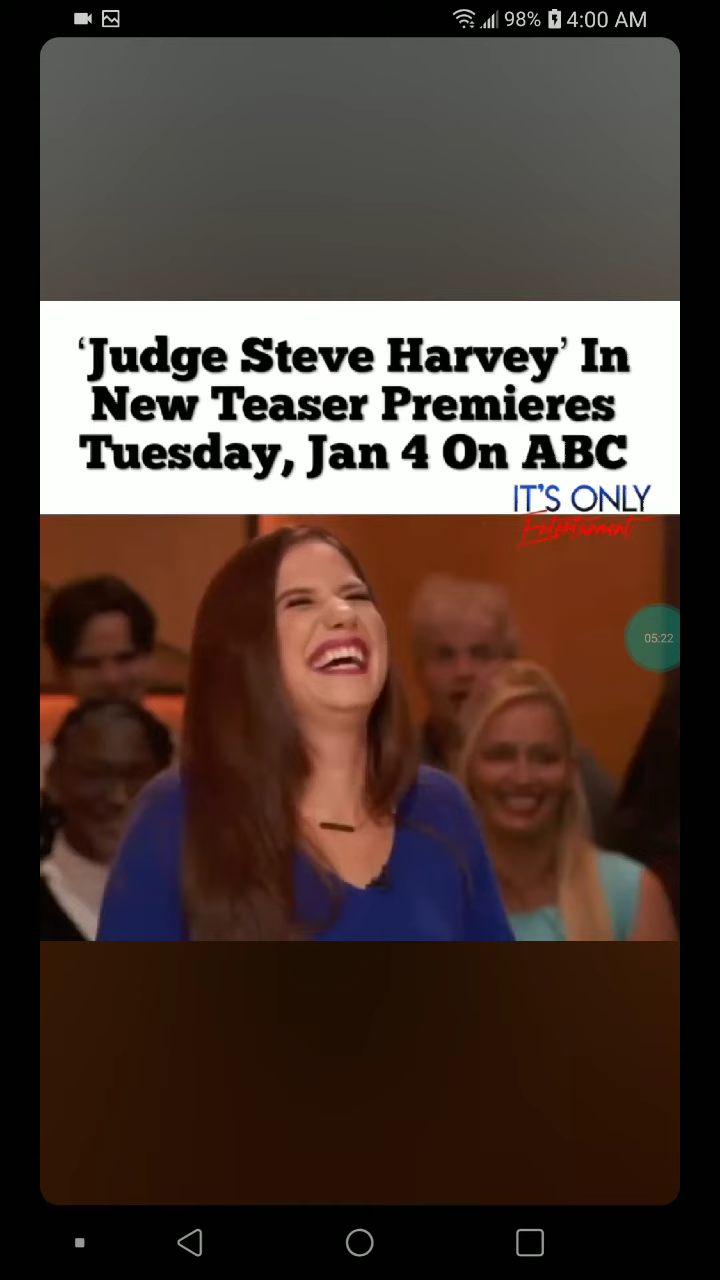 98% 4:00 AM
‘Judge Steve Harvey’ In
New Teaser Premieres
Tuesday, Jan 4 On ABC
IT'S ONLY
Entertainment
05:22